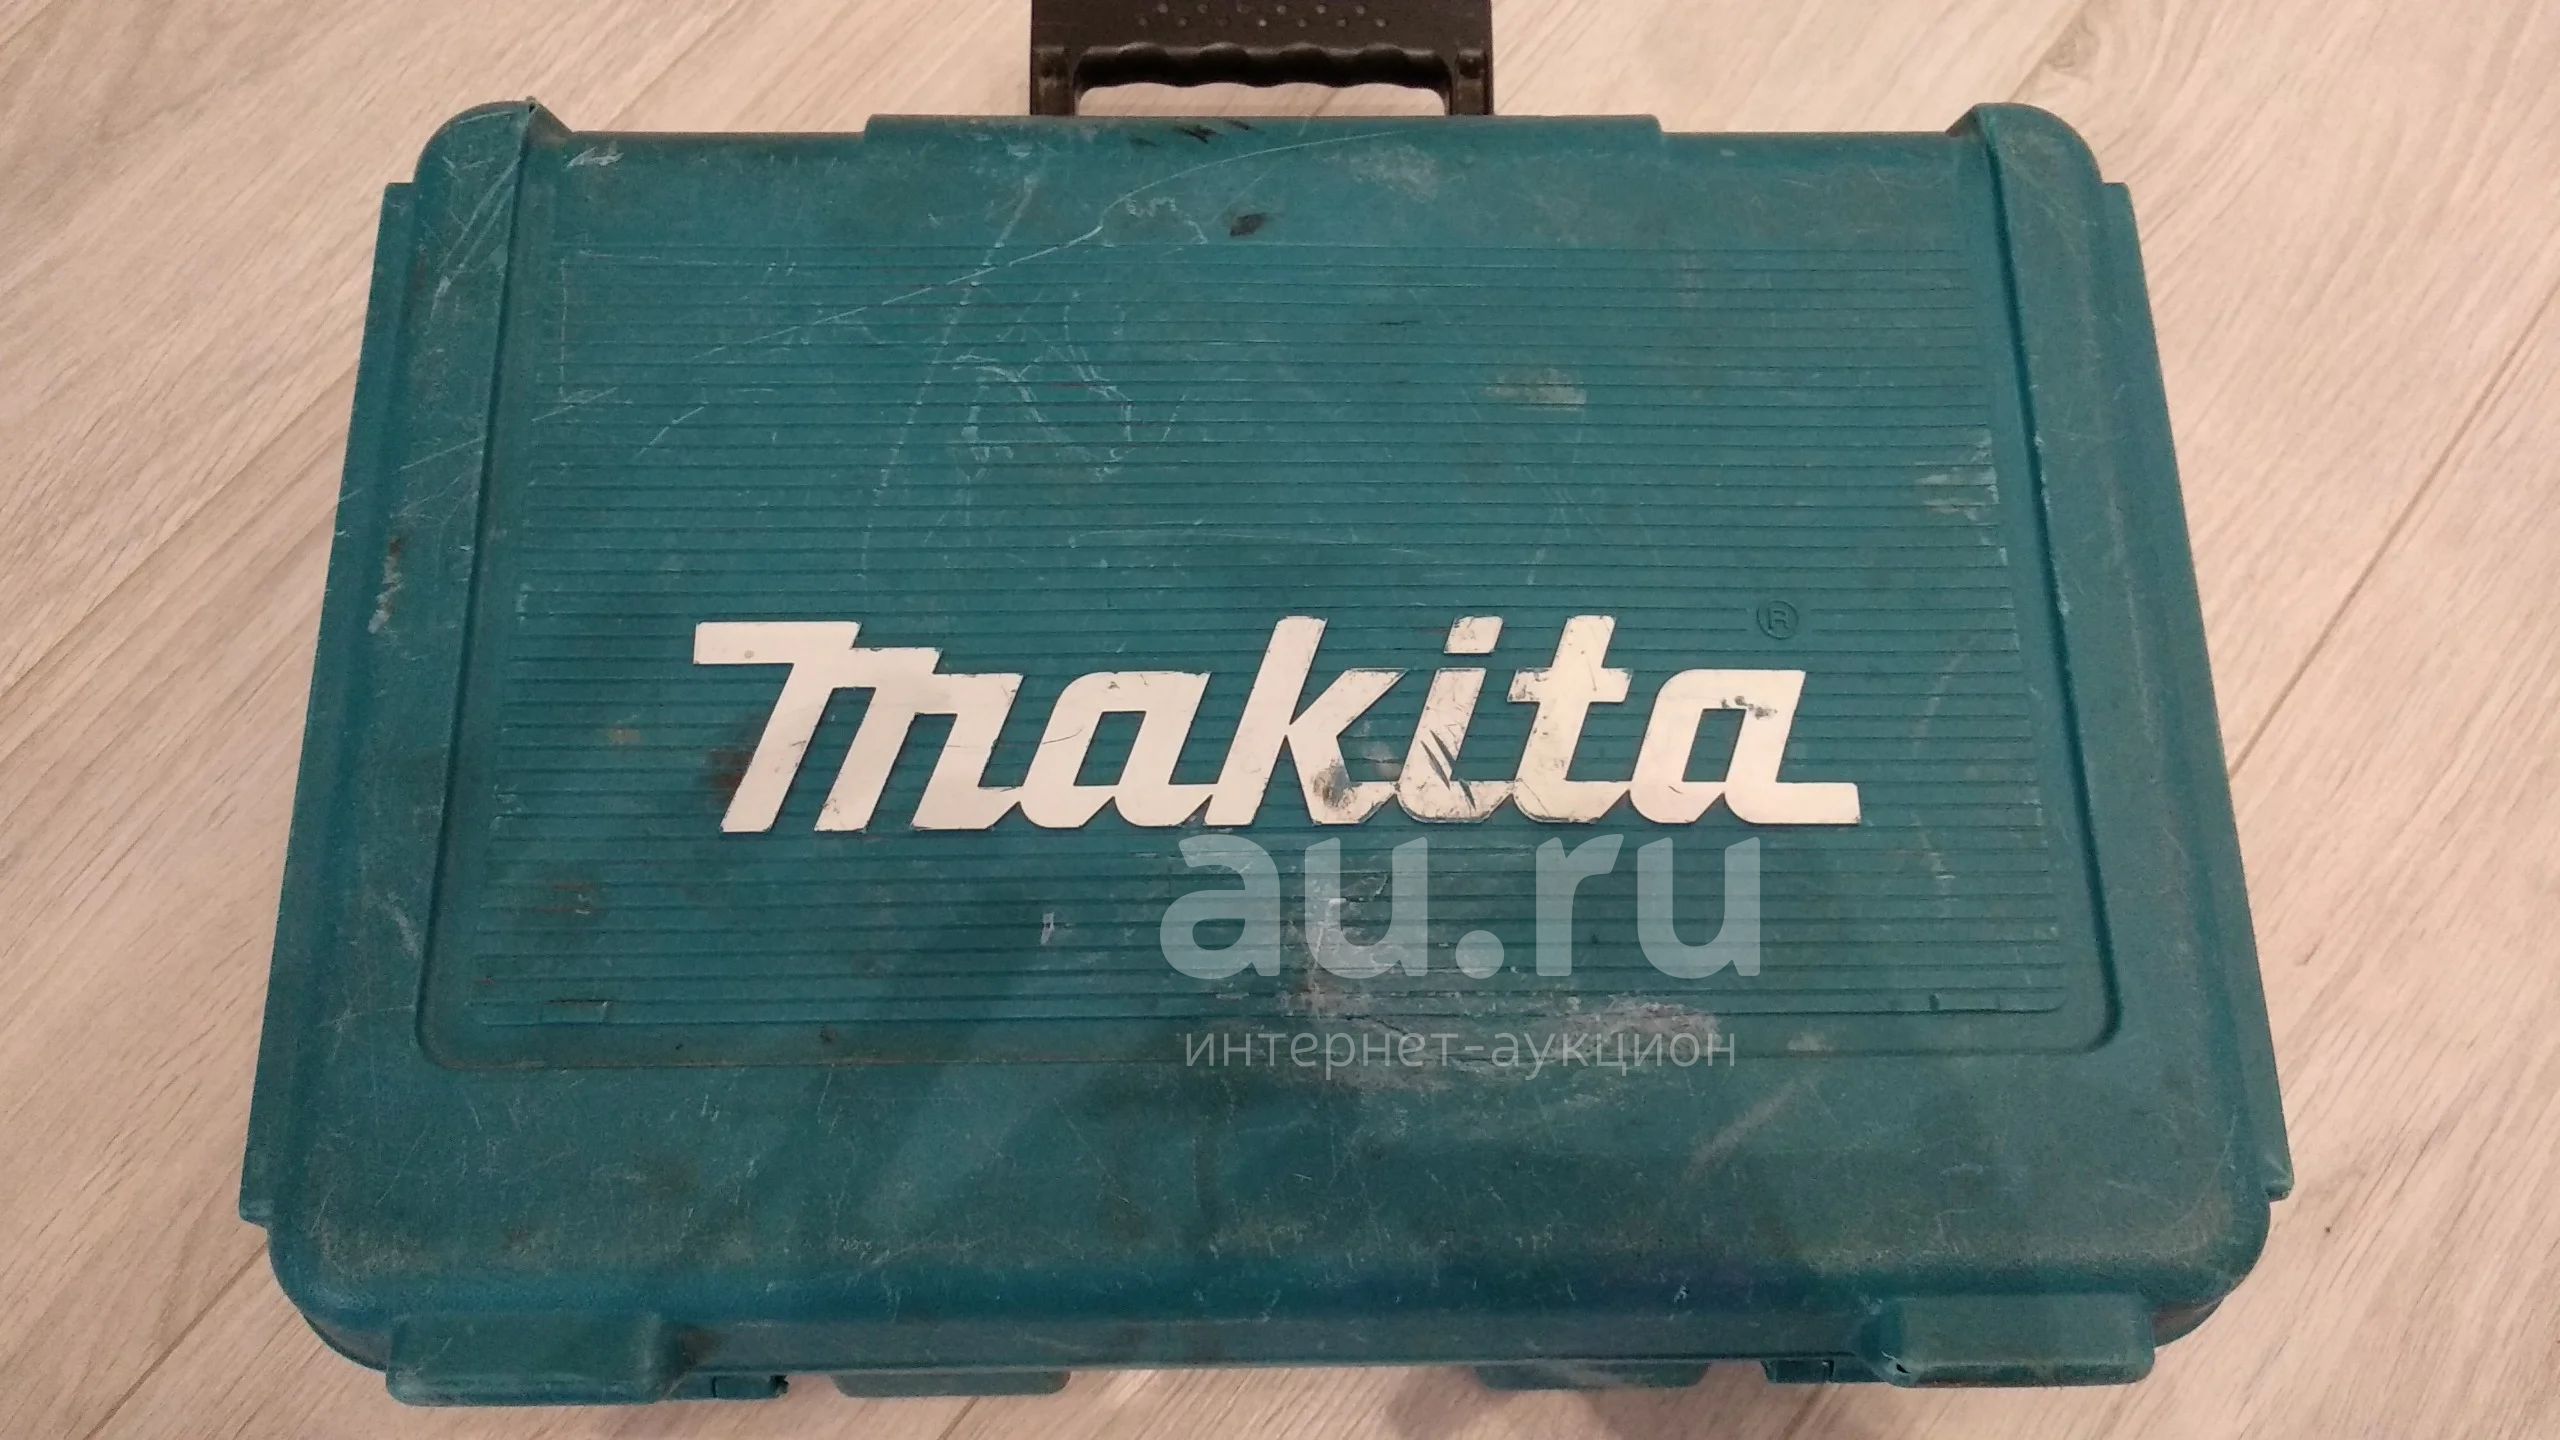 makita ®
au.ru
интернет-аукцион